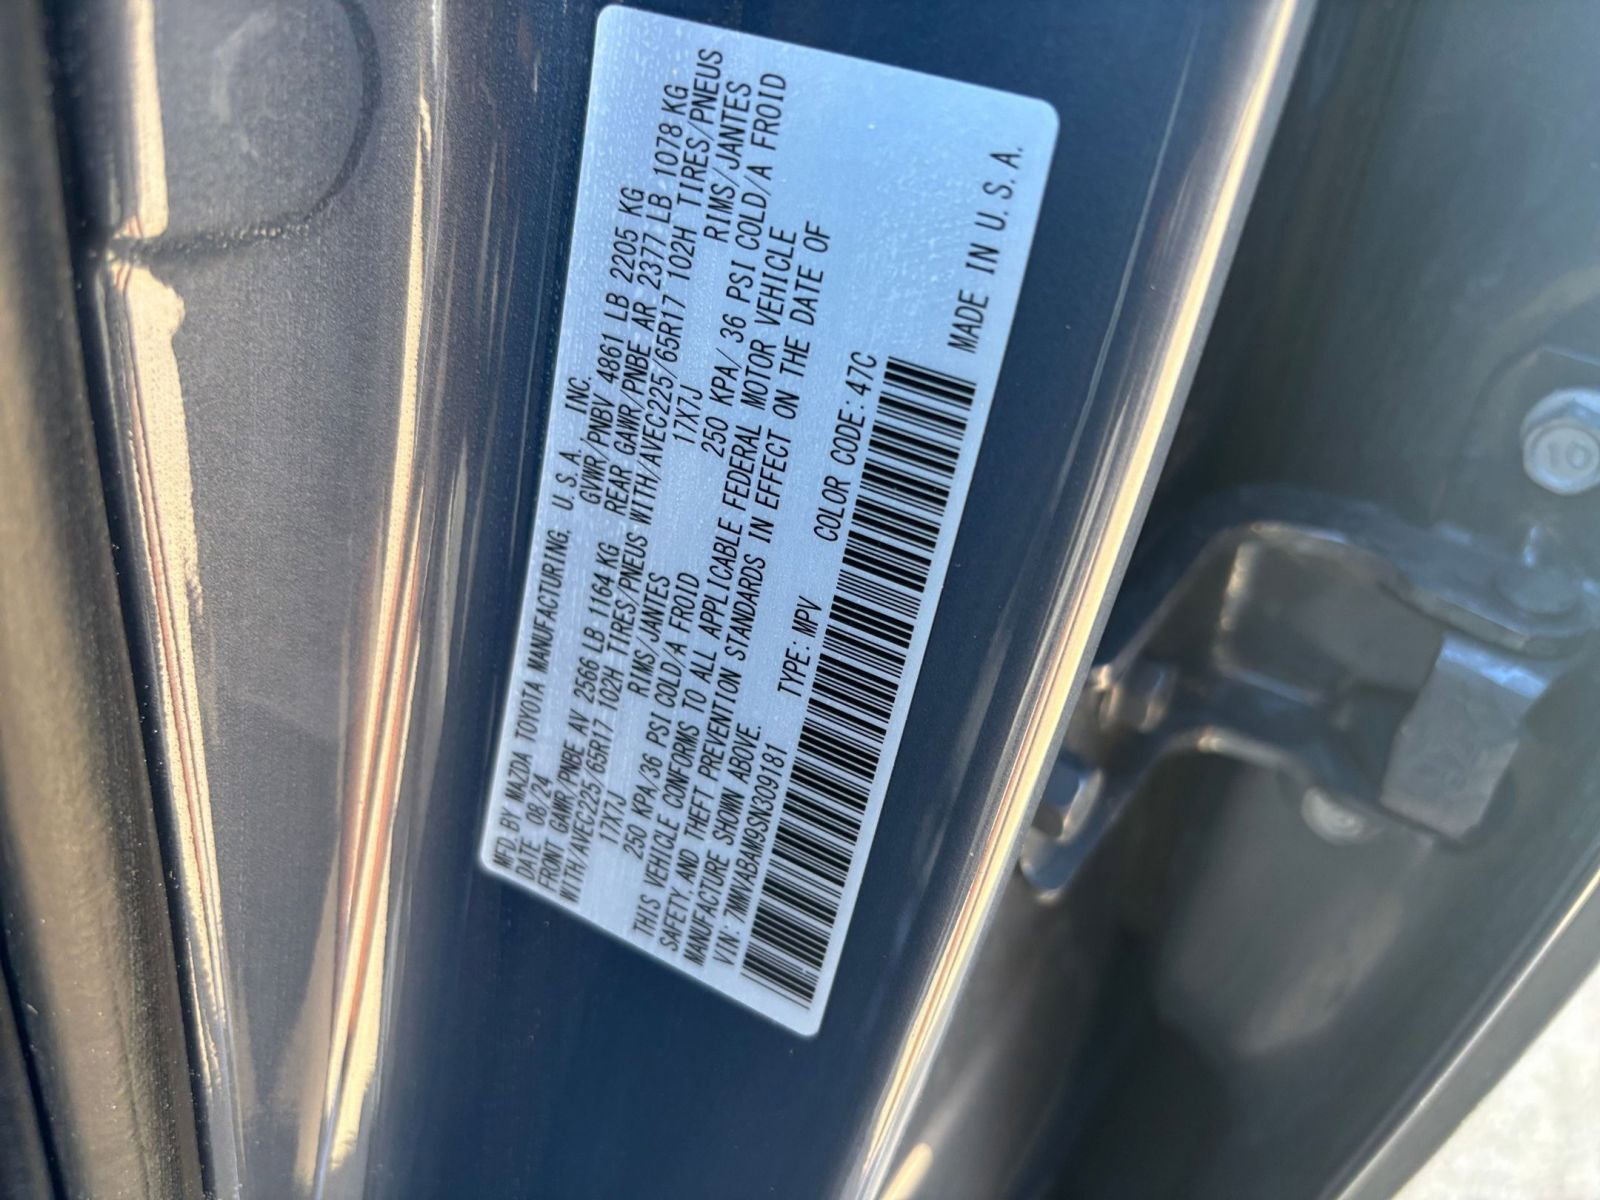 MFD.BY MAZDA TOYOTA MANUFACTURING, U.S.A. INC.
DATE 08/24 GVWR/PNBV 4861 LB 2205 KG
FRONT GAWR/PNBE AV 2566 LB 1164 KG REAR GAWR/PNBE AR 2377 LB 1078 KG
WITH/AVEC225/65R17 102H TIRES/PNEUS WITH/AVEC225/65R17 102H TIRES/PNEUS
17X7J RIMS/JANTES 17X7J RIMS/JANTES
250 KPA/36 PSI COLD/A FROID 250 KPA/ 36 PSI COLD/A FROID
THIS VEHICLE CONFORMS TO ALL APPLICABLE FEDERAL MOTOR VEHICLE
SAFETY, AND THEFT PREVENTION STANDARDS IN EFFECT ON THE DATE OF
MANUFACTURE SHOWN ABOVE.
VIN: 7MMVABAM9SN309181 TYPE: MPV COLOR CODE: 47C
MADE IN U.S.A.
10